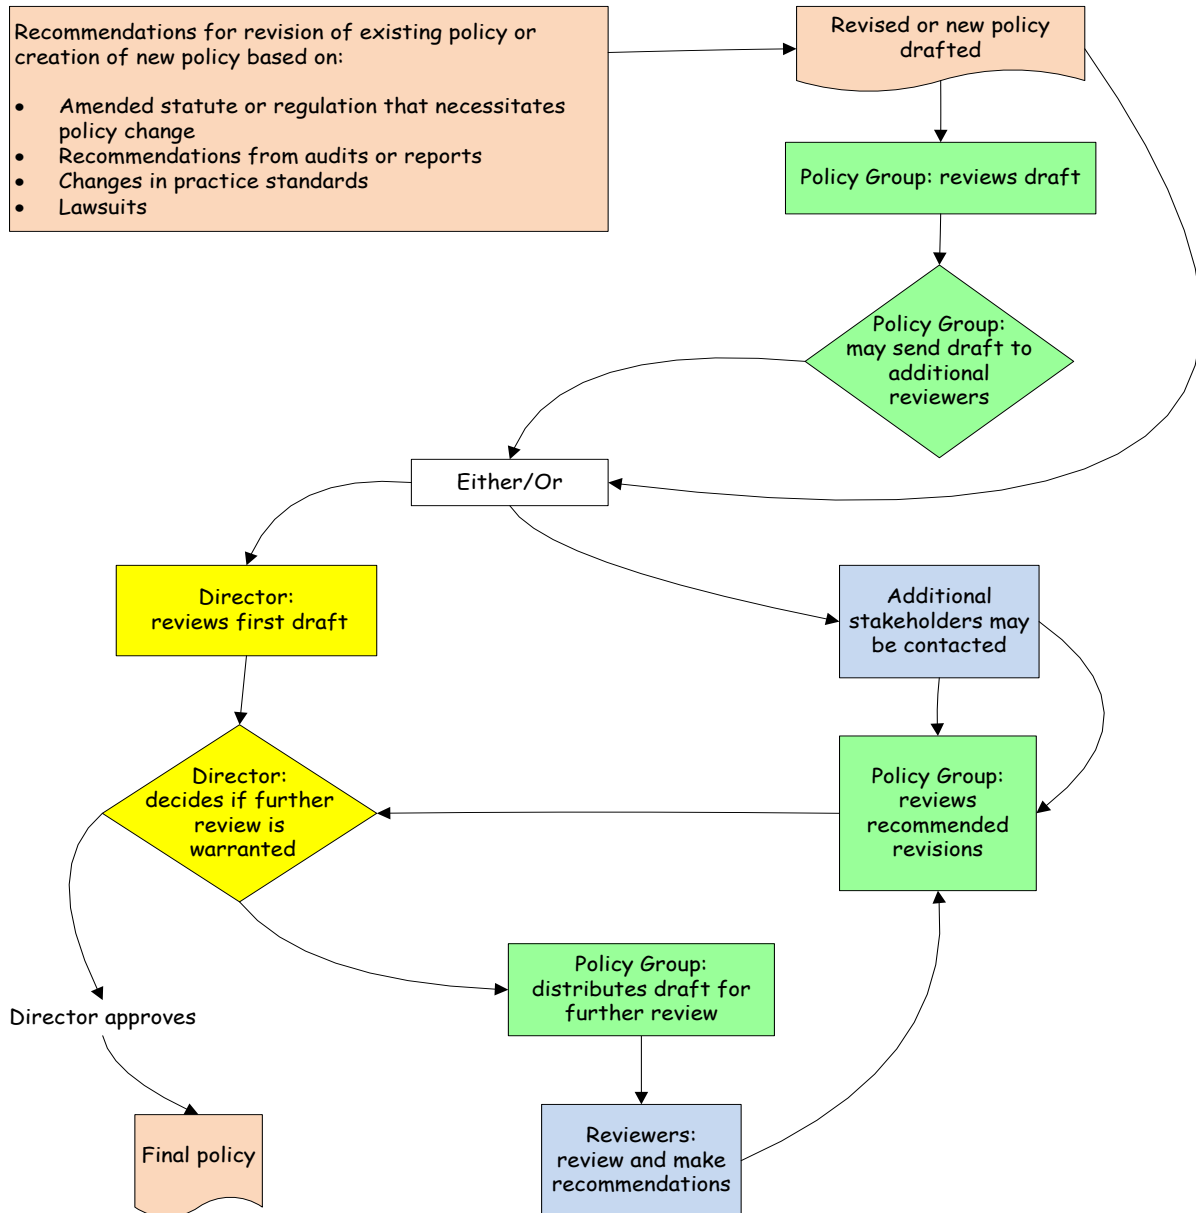 Recommendations for revision of existing policy or
creation of new policy based on:
• Amended statute or regulation that necessitates
policy change
• Recommendations from audits or reports
• Changes in practice standards
• Lawsuits
Revised or new policy
drafted
Policy Group: reviews draft
Policy Group:
may send draft to
additional
reviewers
Either/Or
Director:
reviews first draft
Additional
stakeholders may
be contacted
Director:
decides if further
review is
warranted
Policy Group:
reviews
recommended
revisions
Policy Group:
distributes draft for
further review
Director approves
Final policy
Reviewers:
review and make
recommendations